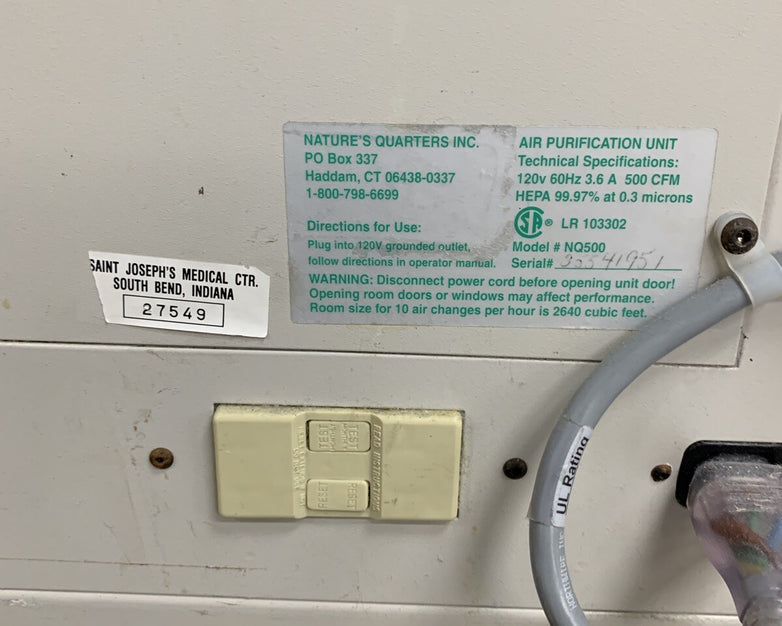 NATURE'S QUARTERS INC.
PO Box 337
Haddam, CT 06438-0337
1-800-798-6699
Directions for Use:
Plug into 120V grounded outlet,
follow directions in operator manual.
AIR PURIFICATION UNIT
Technical Specifications:
120v 60Hz 3.6 A 500 CFM
HEPA 99.97% at 0.3 microns
® LR 103302
Model # NQ500
Serial#
WARNING: Disconnect power cord before opening unit door!
Opening room doors or windows may affect performance.
Room size for 10 air changes per hour is 2640 cubic feet.
SAINT JOSEPH'S MEDICAL CTR.
SOUTH BEND, INDIANA
27549
TEST
TEST
RESET
RESET
UL Rating